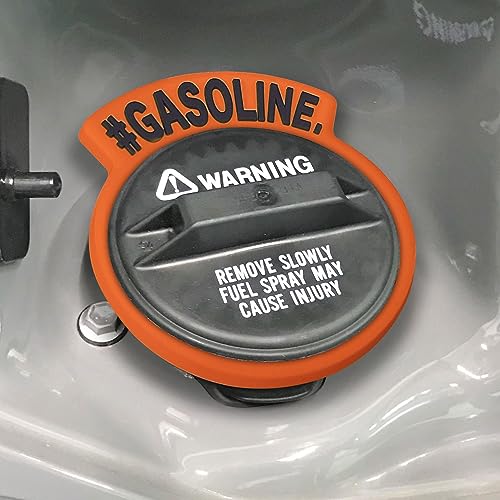 #GASOLINE.
WARNING
REMOVE SLOWLY
FUEL SPRAY MAY
CAUSE INJURY